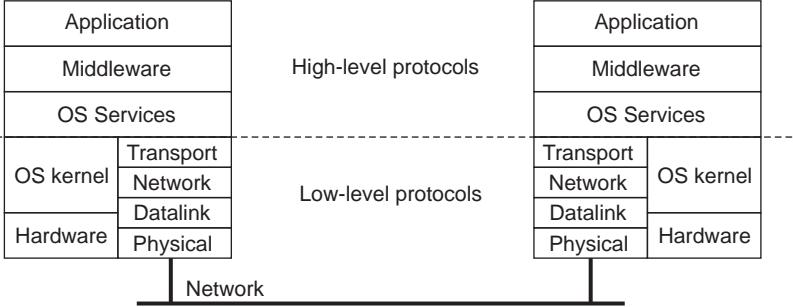 Application
Middleware
OS Services
OS kernel
Hardware
Transport
Network
Datalink
Physical
High-level protocols
Low-level protocols
Application
Middleware
OS Services
Transport
Network
Datalink
Physical
OS kernel
Hardware
Network